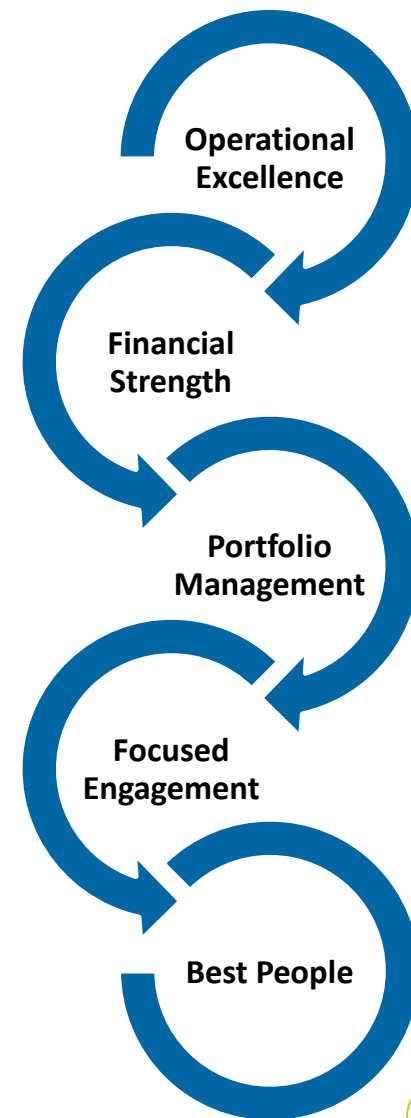 Operational
Excellence
Financial
Strength
Portfolio
Management
Focused
Engagement
Best People